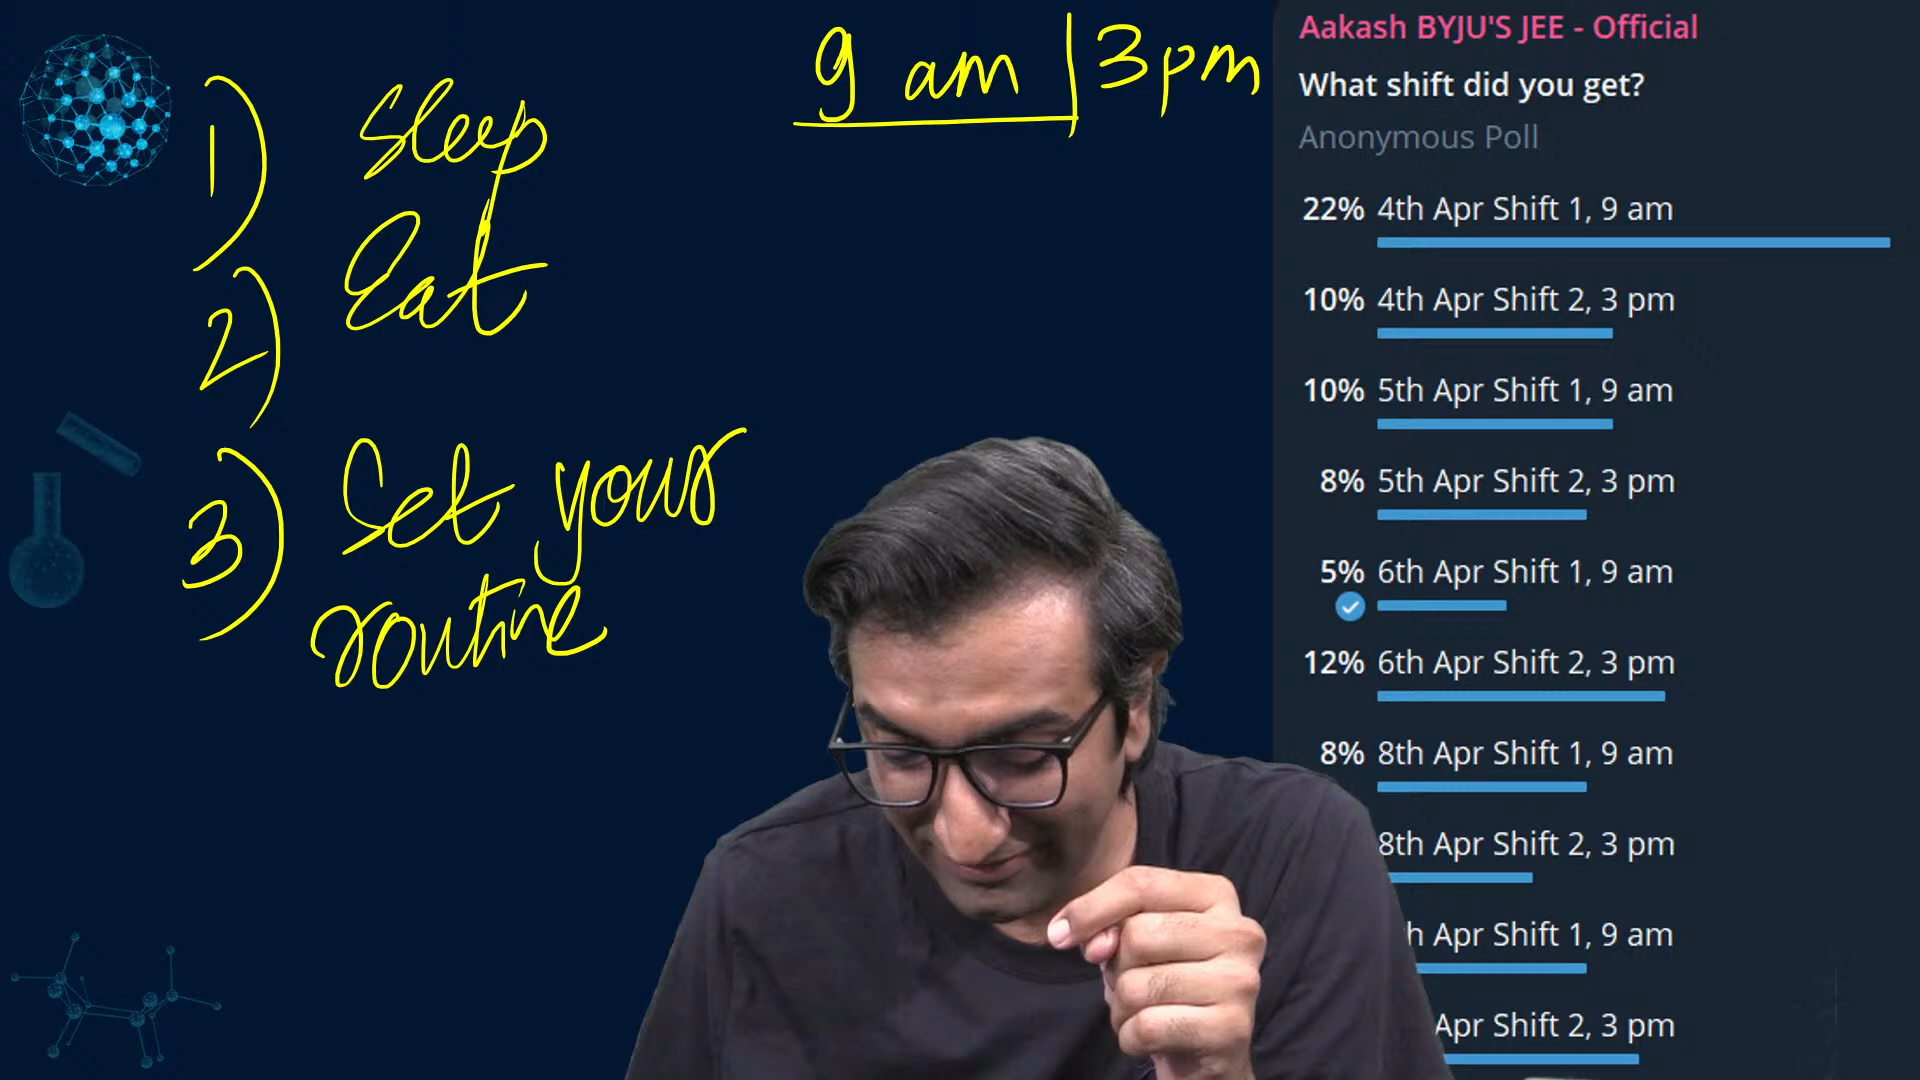 9 am | 3 pm
1) Sleep
2) Eat
3) Set your
routine
Aakash BYJU'S JEE - Official
What shift did you get?
Anonymous Poll
22% 4th Apr Shift 1, 9 am
10% 4th Apr Shift 2, 3 pm
10% 5th Apr Shift 1, 9 am
8% 5th Apr Shift 2, 3 pm
5% 6th Apr Shift 1, 9 am
12% 6th Apr Shift 2, 3 pm
8% 8th Apr Shift 1, 9 am
8th Apr Shift 2, 3 pm
h Apr Shift 1, 9 am
Apr Shift 2, 3 pm